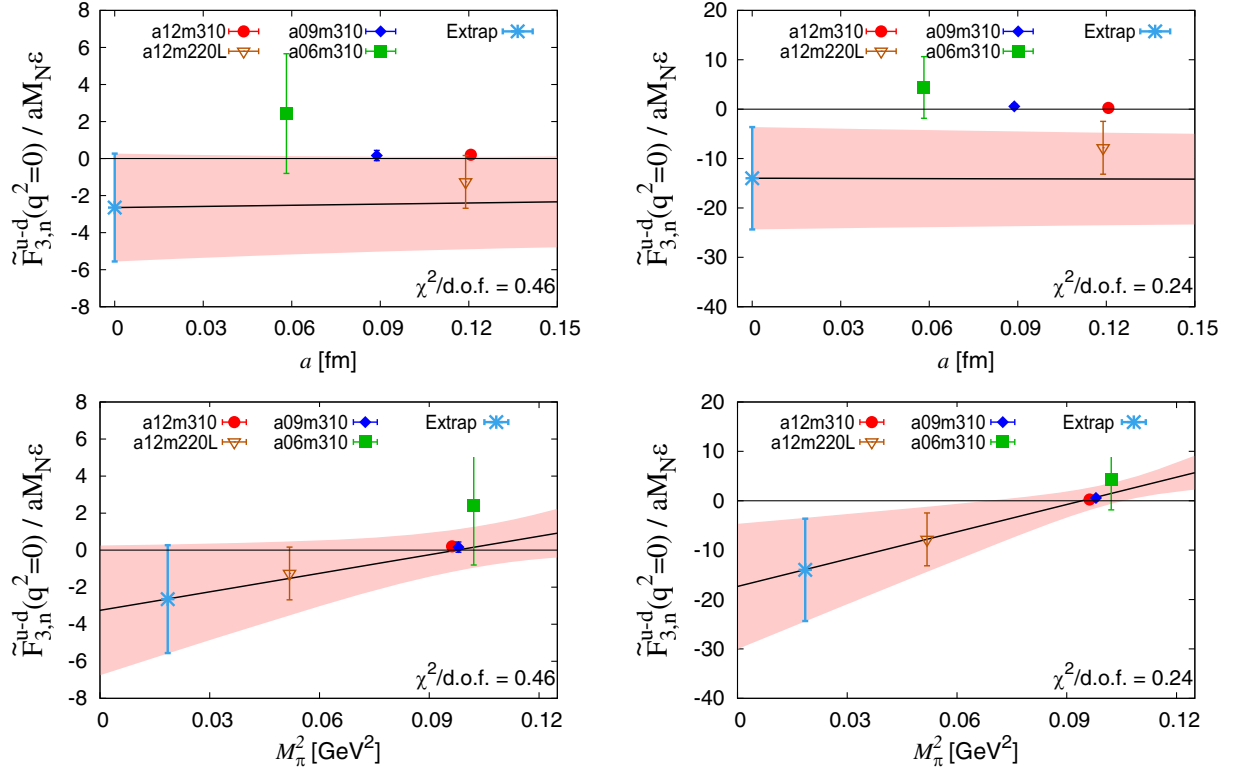 a12m310 a09m310 Extrap
a12m220L a06m310
8
6
4
2
0
-2
-4
-6
-8
F̃₃,ₙᵘ⁻ᵈ(q²=0) / aM_Nε
χ²/d.o.f. = 0.46
0 0.03 0.06 0.09 0.12 0.15
a [fm]
a12m310 a09m310 Extrap
a12m220L a06m310
20
10
0
-10
-20
-30
-40
F̃₃,ₙᵘ⁻ᵈ(q²=0) / aM_Nε
χ²/d.o.f. = 0.24
0 0.03 0.06 0.09 0.12 0.15
a [fm]
a12m310 a09m310 Extrap
a12m220L a06m310
8
6
4
2
0
-2
-4
-6
-8
F̃₃,ₙᵘ⁻ᵈ(q²=0) / aM_Nε
χ²/d.o.f. = 0.46
0 0.03 0.06 0.09 0.12
M_π² [GeV²]
a12m310 a09m310 Extrap
a12m220L a06m310
20
10
0
-10
-20
-30
-40
F̃₃,ₙᵘ⁻ᵈ(q²=0) / aM_Nε
χ²/d.o.f. = 0.24
0 0.03 0.06 0.09 0.12
M_π² [GeV²]